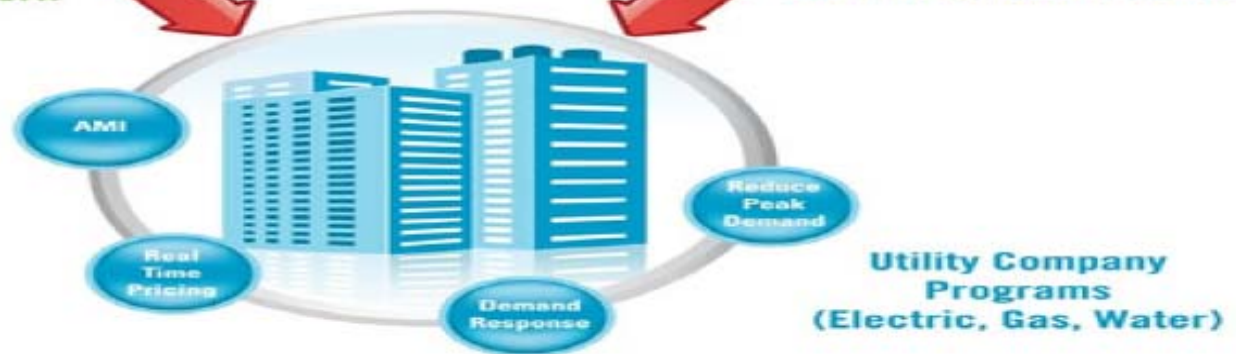 AMI
Reduce
Peak
Demand
Real
Time
Pricing
Demand
Response
Utility Company
Programs
(Electric, Gas, Water)